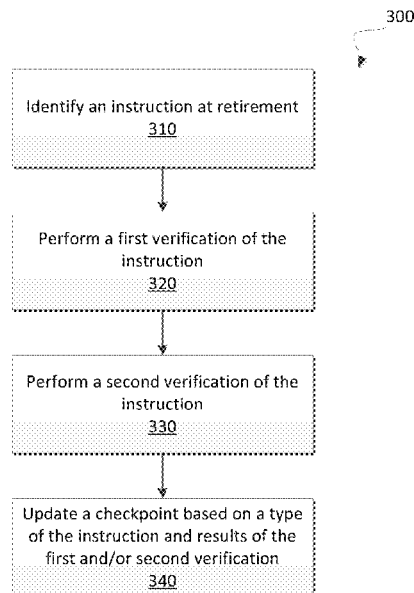 300
Identify an instruction at retirement
310
Perform a first verification of the
instruction
320
Perform a second verification of the
instruction
330
Update a checkpoint based on a type
of the instruction and results of the
first and/or second verification
340